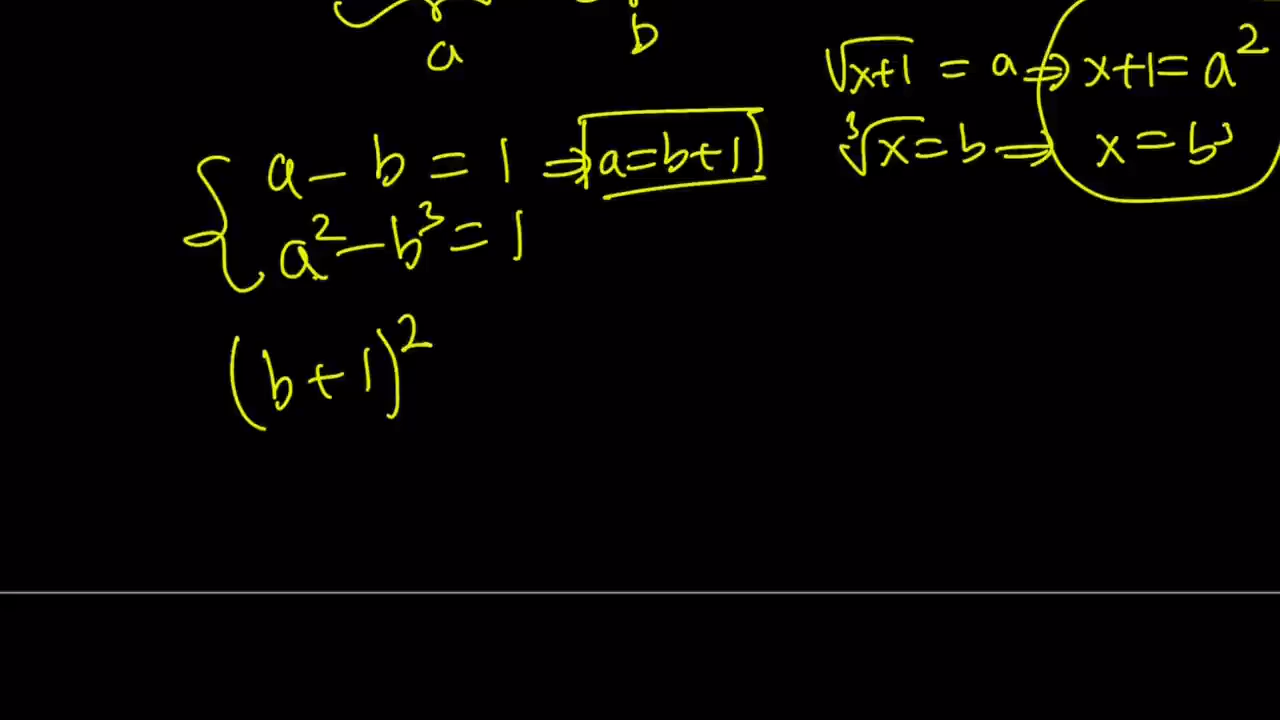 a b
√x+1 = a ⇒ x+1 = a²
a − b = 1 ⇒ a=b+1 ∛x = b ⇒ x = b³
a² − b³ = 1
(b+1)²